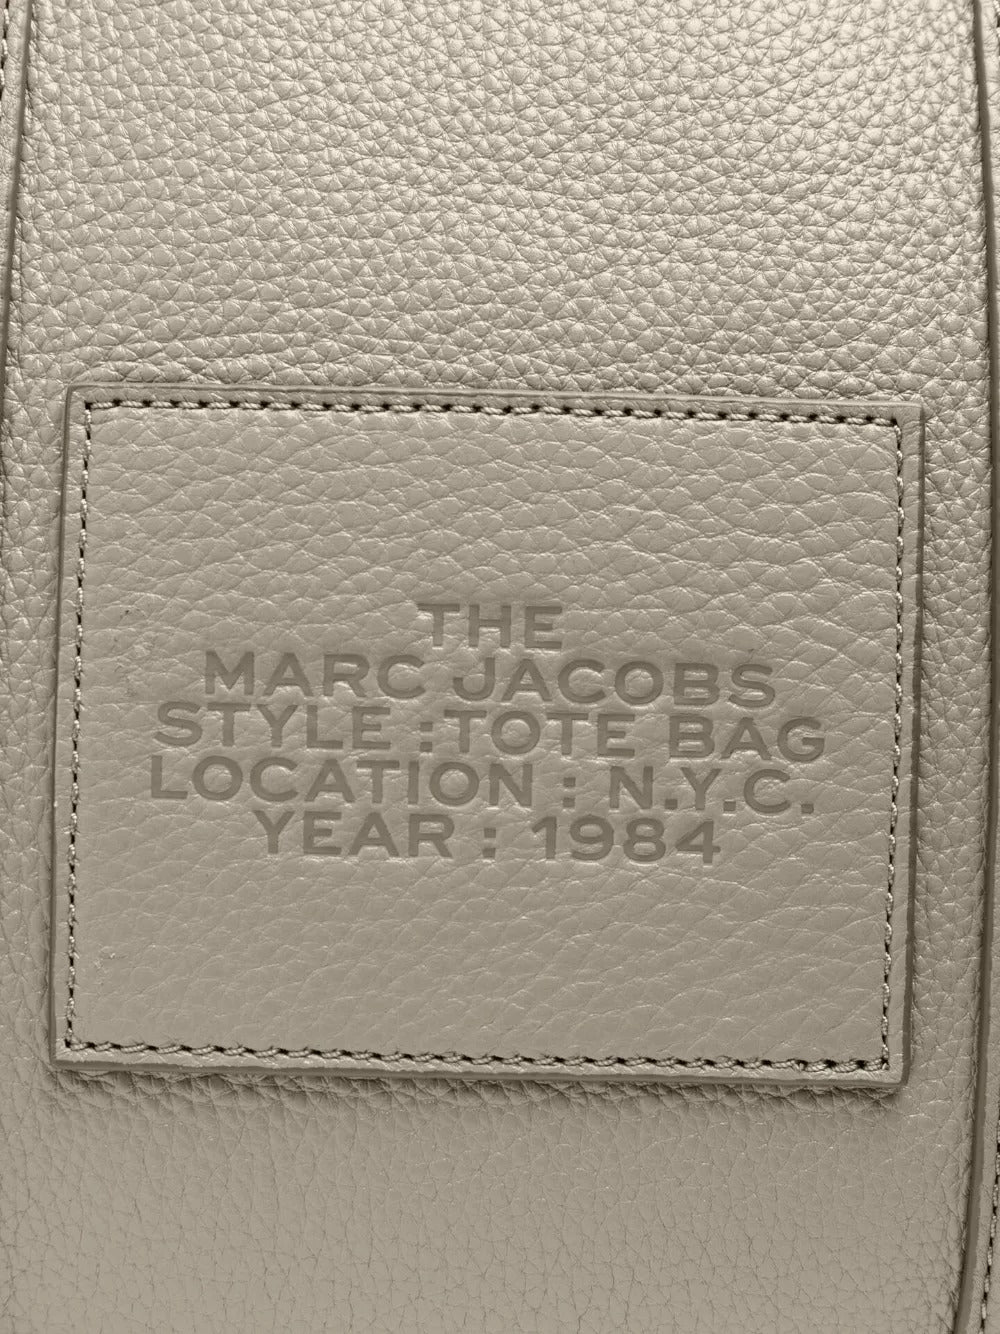 THE
MARC JACOBS
STYLE :TOTE BAG
LOCATION : N.Y.C.
YEAR : 1984